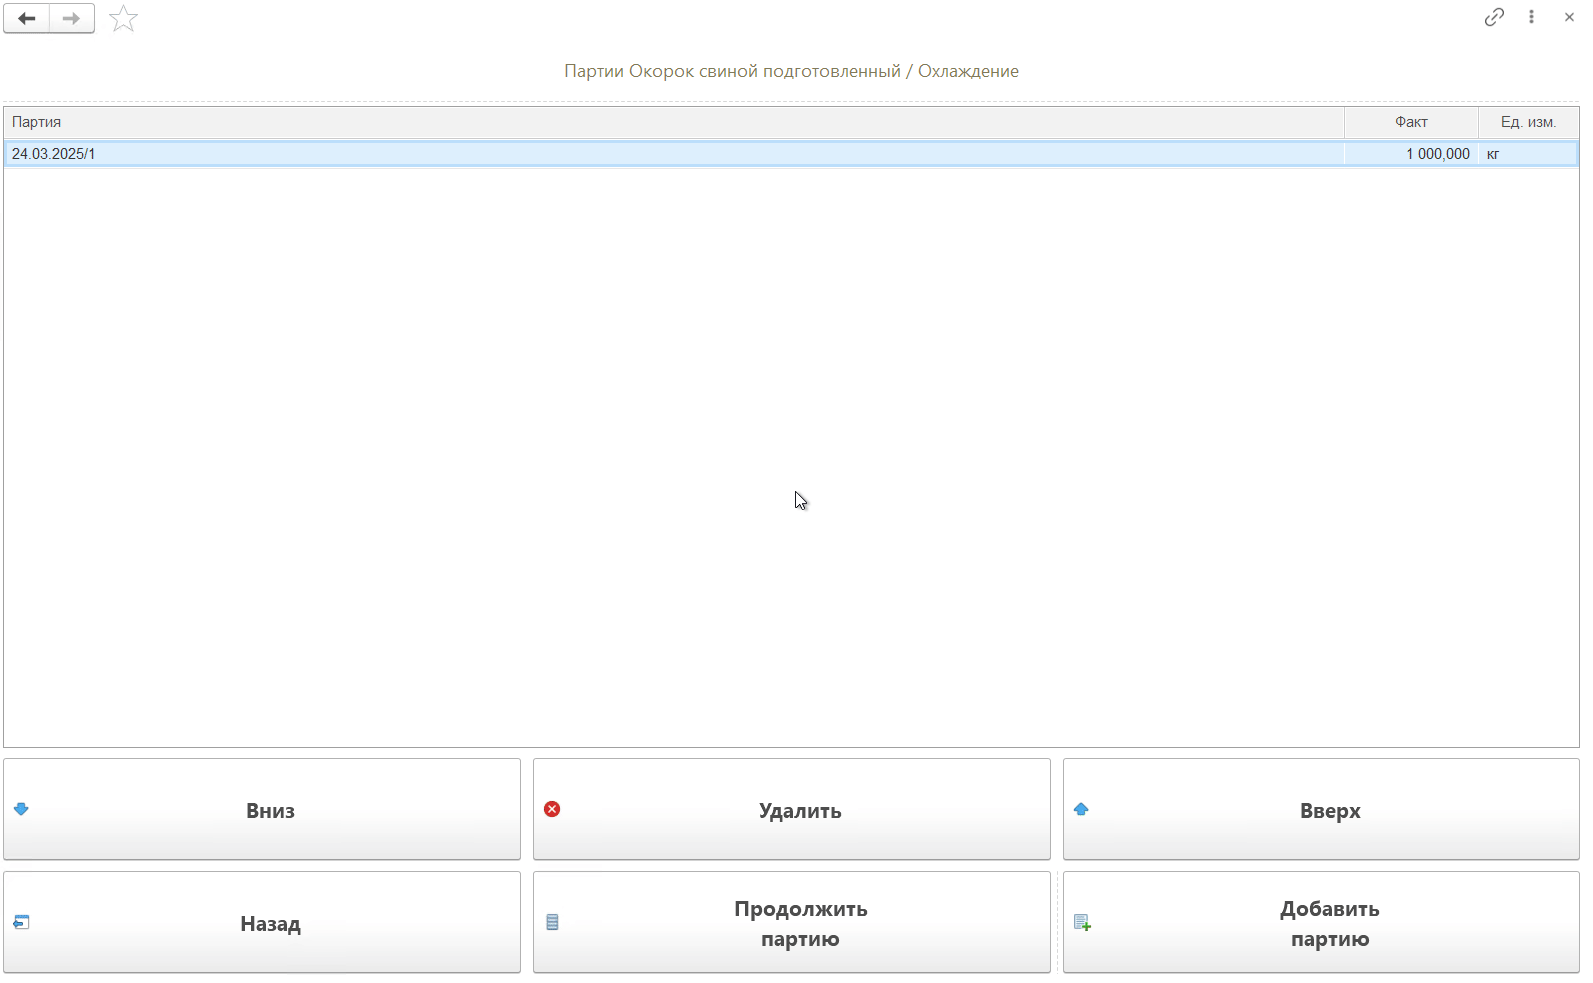 Партии Окорок свиной подготовленный / Охлаждение
Партия Факт Ед. изм.
24.03.2025/1 1 000,000 кг
Вниз Удалить Вверх
Назад Продолжить партию Добавить партию